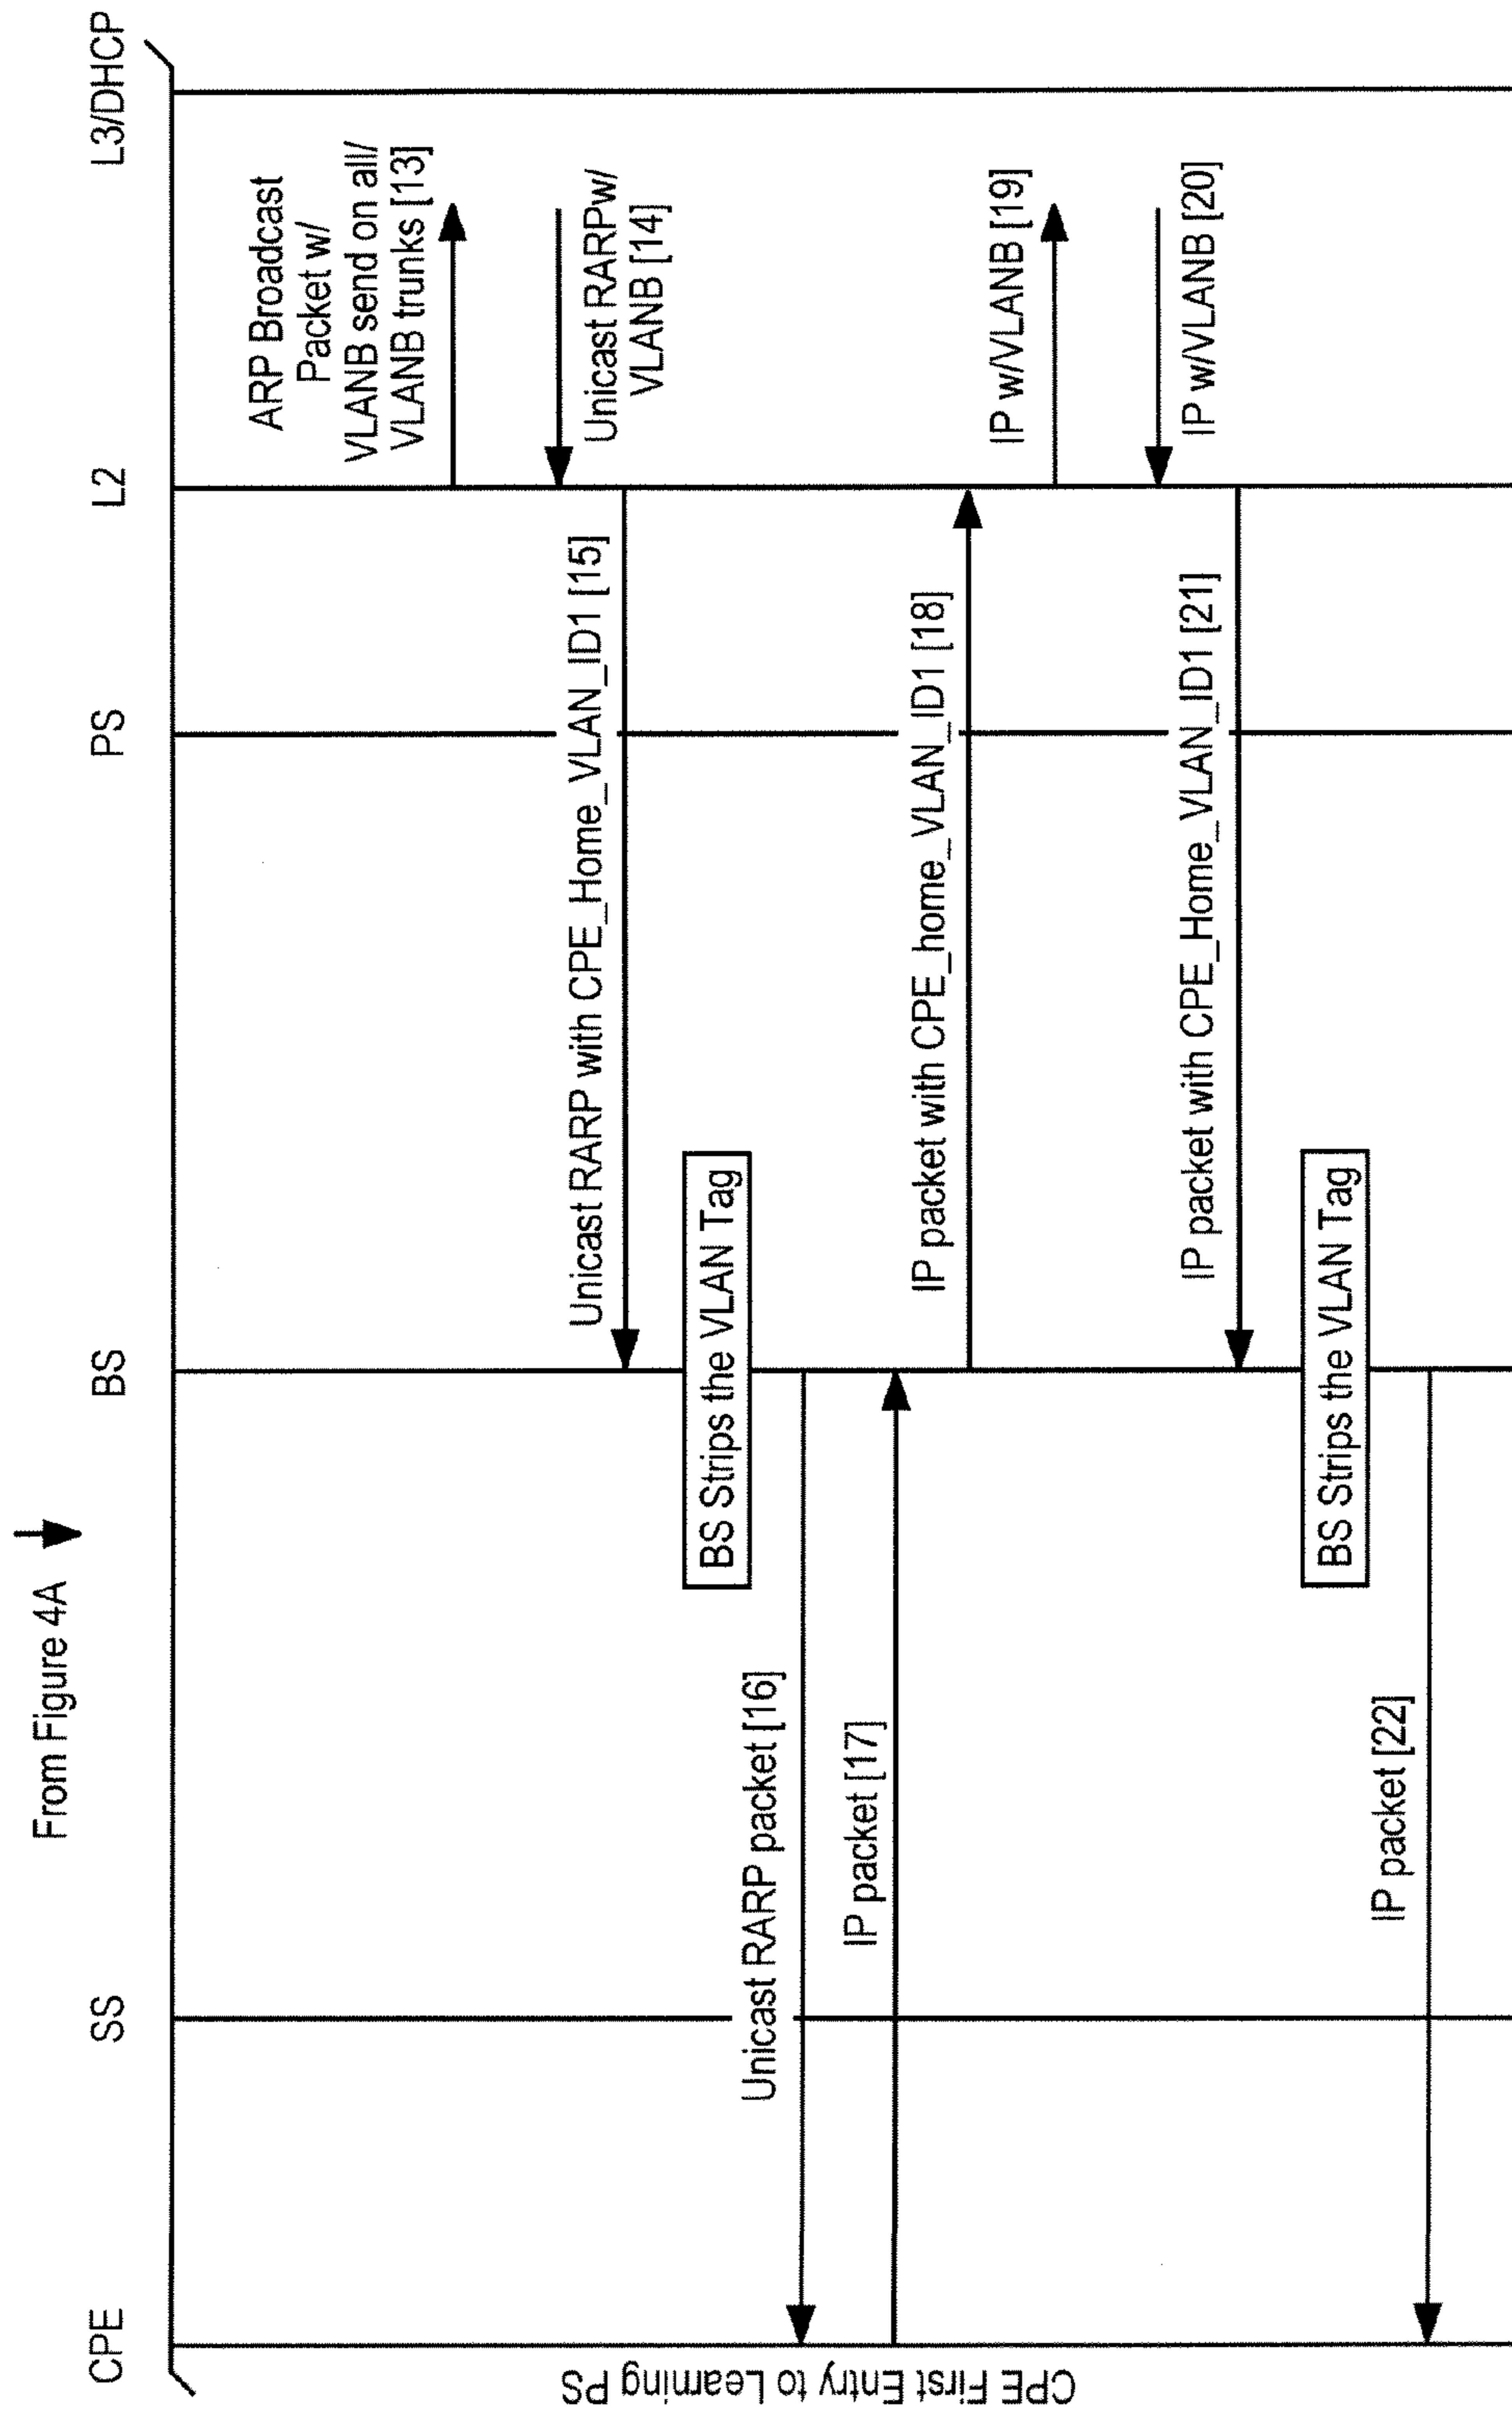 From Figure 4A
CPE
SS
BS
PS
L2
L3/DHCP
ARP Broadcast
Packet w/
VLANB send on all/
VLANB trunks [13]
Unicast RARPw/
VLANB [14]
Unicast RARP with CPE_Home_VLAN_ID1 [15]
BS Strips the VLAN Tag
Unicast RARP packet [16]
IP packet [17]
IP packet with CPE_home_VLAN_ID1 [18]
IP w/VLANB [19]
IP w/VLANB [20]
IP packet with CPE_Home_VLAN_ID1 [21]
BS Strips the VLAN Tag
IP packet [22]
CPE First Entry to Learning PS